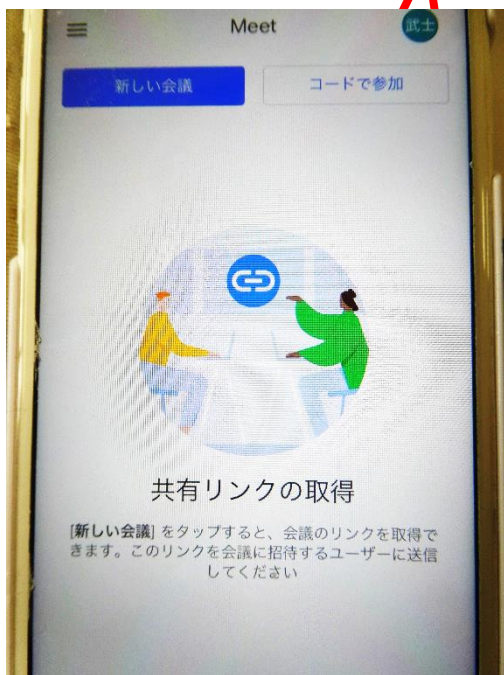 Meet
武士
新しい会議
コードで参加
共有リンクの取得
[新しい会議] をタップすると、会議のリンクを取得で
きます。このリンクを会議に招待するユーザーに送信
してください